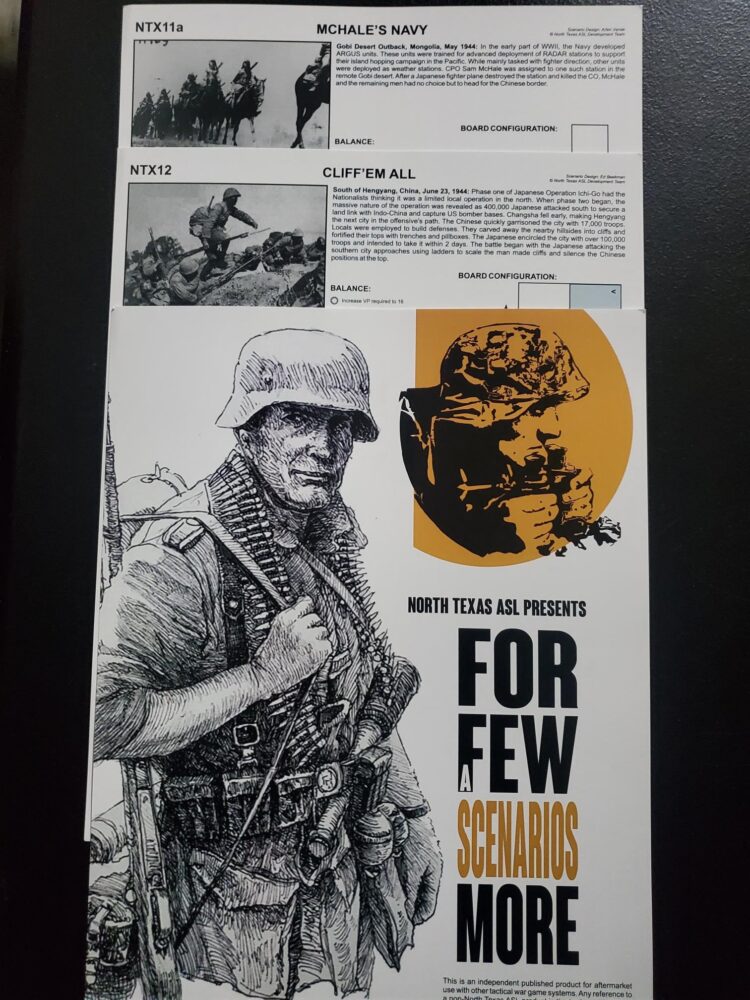 NTX11a
MCHALE'S NAVY
Scenario Design: Allen Venae
© North Texas ASL Development Team
Gobi Desert Outback, Mongolia, May 1944: In the early part of WWII, the Navy developed
ARGUS units. These units were trained for advanced deployment of RADAR stations to support
their island hopping campaign in the Pacific. While mainly tasked with fighter direction, other units
were deployed as weather stations. CPO Sam McHale was assigned to one such station in the
remote Gobi desert. After a Japanese fighter plane destroyed the station and killed the CO, McHale
and the remaining men had no choice but to head for the Chinese border.
BOARD CONFIGURATION:
BALANCE:
NTX12
CLIFF'EM ALL
Scenario Design: Ed Beekman
© North Texas ASL Development Team
South of Hengyang, China, June 23, 1944: Phase one of Japanese Operation Ichi-Go had the
Nationalists thinking it was a limited local operation in the north. When phase two began, the
massive nature of the operation was revealed as 400,000 Japanese attacked south to secure a
land link with Indo-China and capture US bomber bases. Changsha fell early, making Hengyang
the next city in the offensive's path. The Chinese quickly garrisoned the city with 17,000 troops.
Locals were employed to build defenses. They carved away the nearby hillsides into cliffs and
fortified their tops with trenches and pillboxes. The Japanese encircled the city with over 100,000
troops and intended to take it within 2 days. The battle began with the Japanese attacking the
southern city approaches using ladders to scale the man made cliffs and silence the Chinese
positions at the top.
BOARD CONFIGURATION:
BALANCE:
Increase VP required to 16
NORTH TEXAS ASL PRESENTS
FOR
A FEW
SCENARIOS
MORE
This is an independent published product for aftermarket
use with other tactical war game systems. Any reference to
a non-North Texas ASL